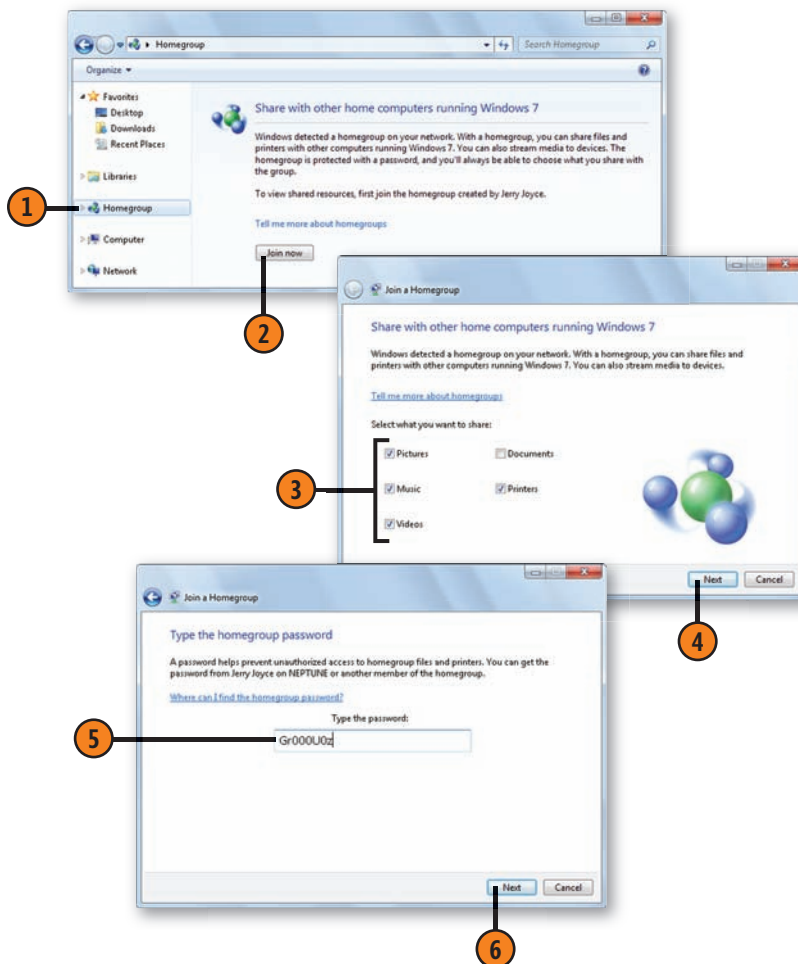 Homegroup
Search Homegroup
Organize
Favorites
Desktop
Downloads
Recent Places
Libraries
Homegroup
Computer
Network
Share with other home computers running Windows 7
Windows detected a homegroup on your network. With a homegroup, you can share files and
printers with other computers running Windows 7. You can also stream media to devices. The
homegroup is protected with a password, and you'll always be able to choose what you share with
the group.
To view shared resources, first join the homegroup created by Jerry Joyce.
Tell me more about homegroups
Join now
1
2
Join a Homegroup
Share with other home computers running Windows 7
Windows detected a homegroup on your network. With a homegroup, you can share files and
printers with other computers running Windows 7. You can also stream media to devices.
Tell me more about homegroups
Select what you want to share:
Pictures
Documents
Music
Printers
Videos
3
Next
Cancel
4
Join a Homegroup
Type the homegroup password
A password helps prevent unauthorized access to homegroup files and printers. You can get the
password from Jerry Joyce on NEPTUNE or another member of the homegroup.
Where can I find the homegroup password?
Type the password:
Gr000U0z
5
Next
Cancel
6